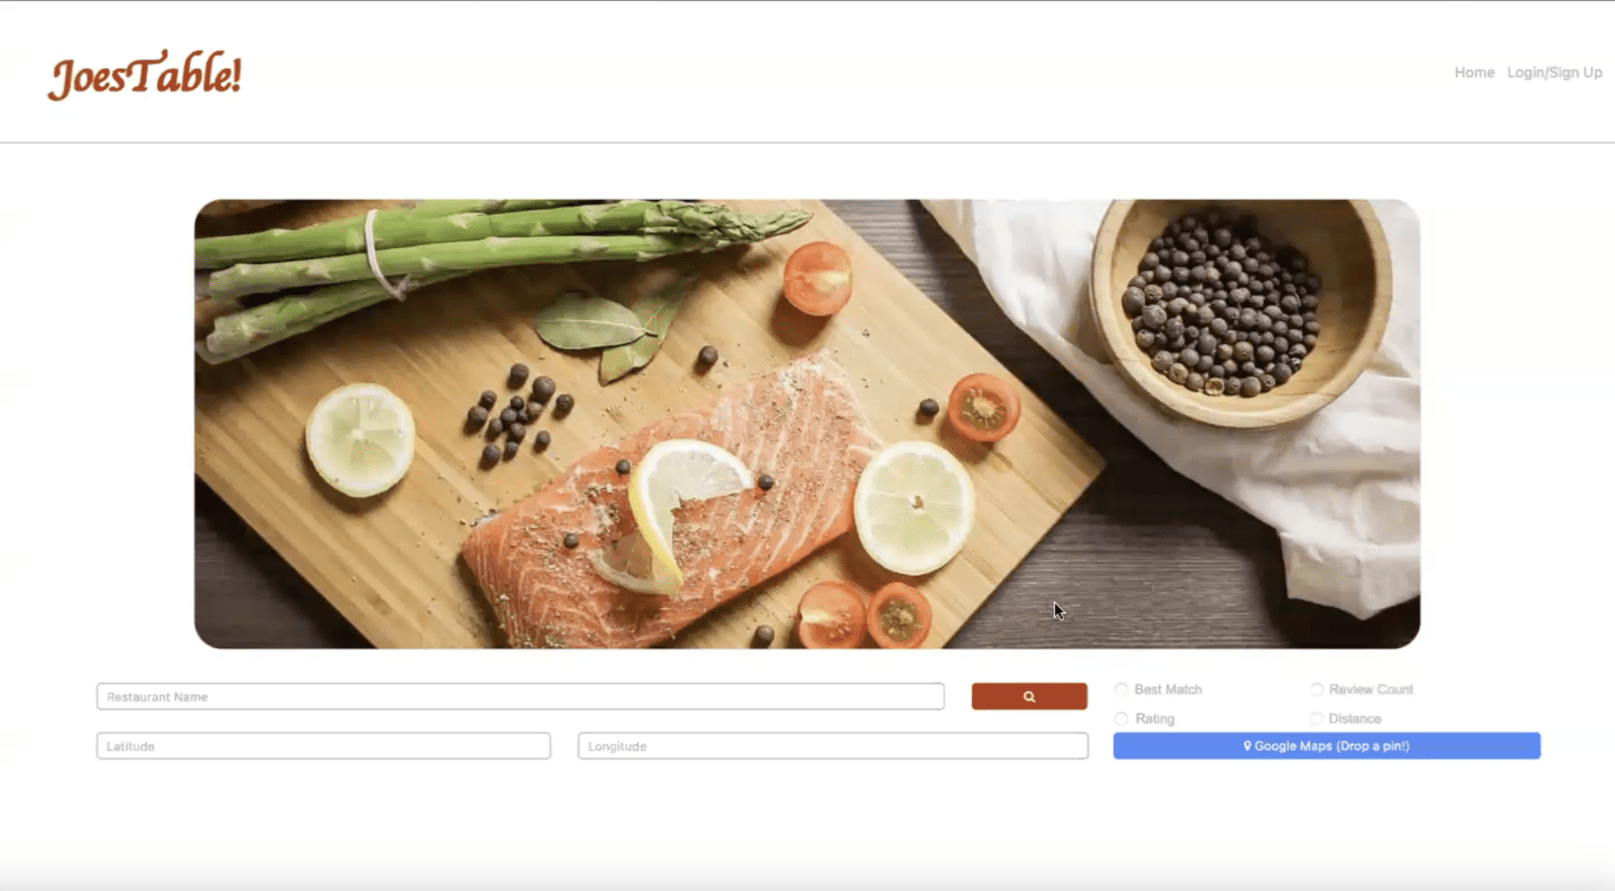 JoesTable!
Home Login/Sign Up
Restaurant Name
Best Match
Review Count
Rating
Distance
Latitude
Longitude
Google Maps (Drop a pin!)